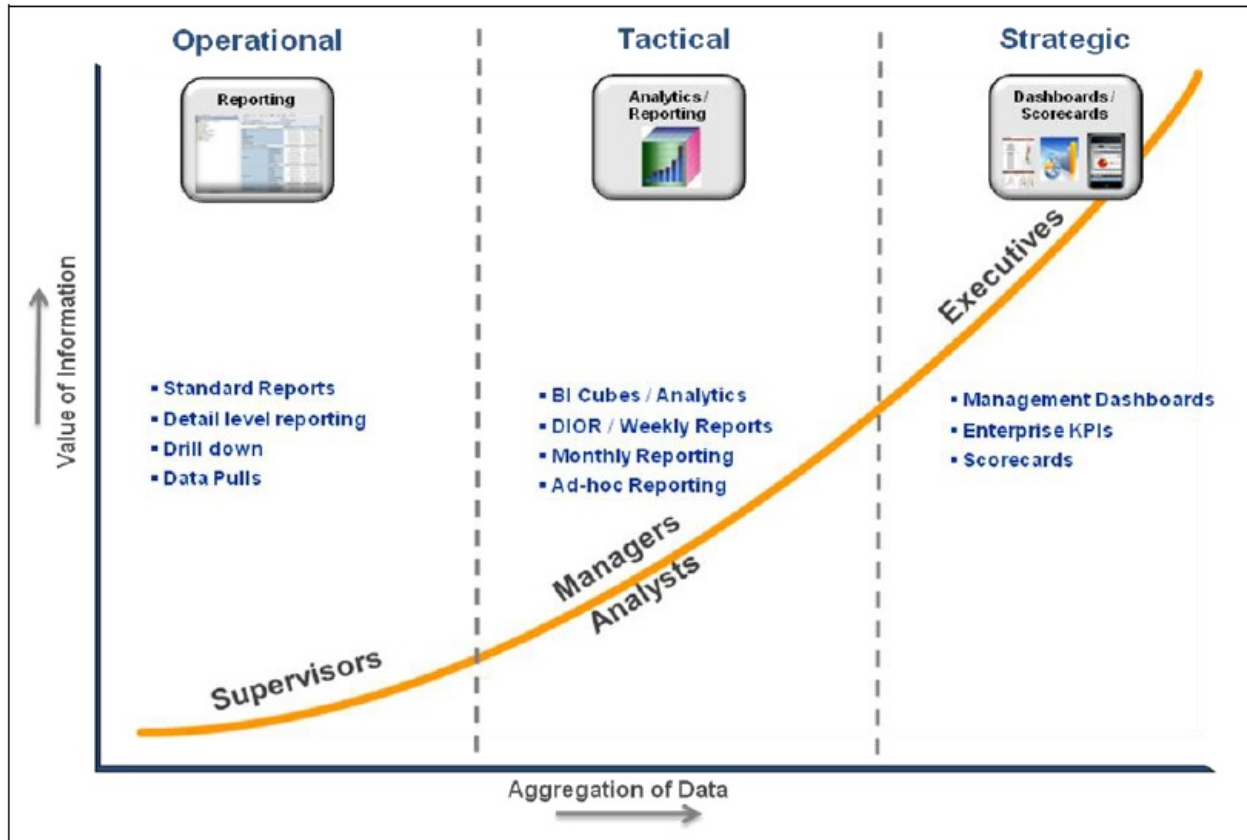 Operational
Tactical
Strategic
Reporting
Analytics /
Reporting
Dashboards /
Scorecards
Value of Information
▪ Standard Reports
▪ Detail level reporting
▪ Drill down
▪ Data Pulls
▪ BI Cubes / Analytics
▪ DIOR / Weekly Reports
▪ Monthly Reporting
▪ Ad-hoc Reporting
▪ Management Dashboards
▪ Enterprise KPIs
▪ Scorecards
Supervisors
Managers
Analysts
Executives
Aggregation of Data